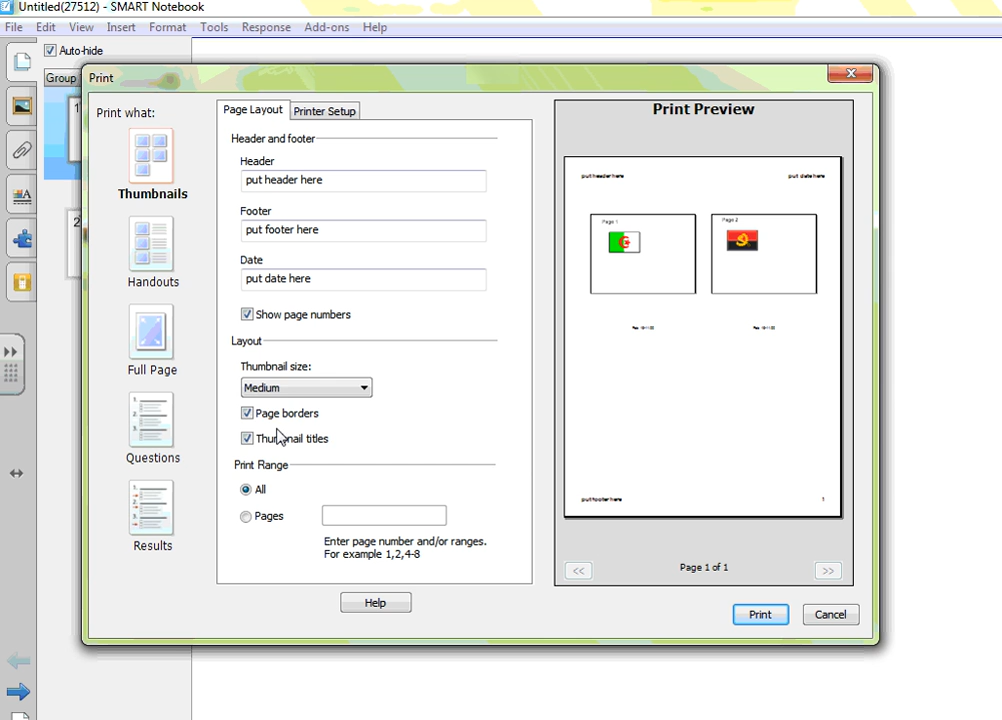 Untitled(27512) - SMART Notebook
File Edit View Insert Format Tools Response Add-ons Help
Auto-hide
Group
1
2
Print
Print what:
Thumbnails
Handouts
Full Page
Questions
Results
Page Layout Printer Setup
Header and footer
Header
put header here
Footer
put footer here
Date
put date here
Show page numbers
Layout
Thumbnail size:
Medium
Page borders
Thumbnail titles
Print Range
All
Pages
Enter page number and/or ranges.
For example 1,2,4-8
Help
Print Preview
put header here put date here
Page 1 Page 2
put footer here 1
<< Page 1 of 1 >>
Print Cancel